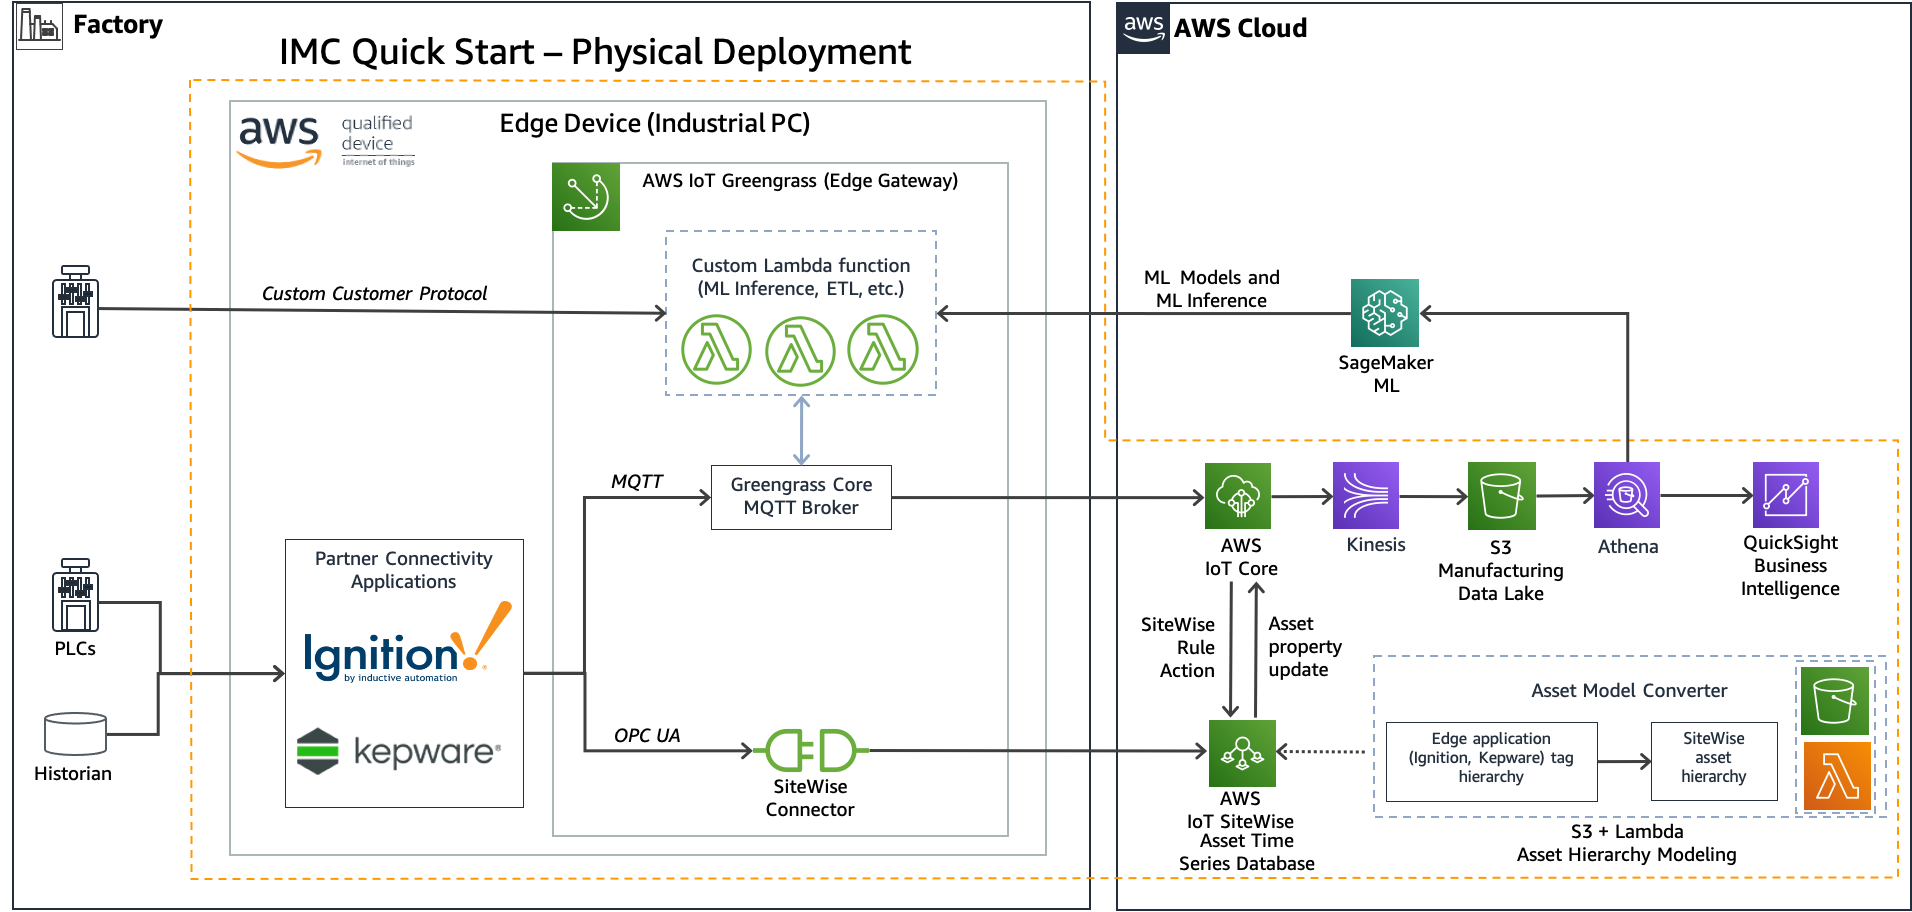 Factory
IMC Quick Start – Physical Deployment
aws
AWS Cloud
aws
qualified
device
internet of things
Edge Device (Industrial PC)
AWS IoT Greengrass (Edge Gateway)
Custom Lambda function
(ML Inference, ETL, etc.)
Custom Customer Protocol
ML Models and
ML Inference
SageMaker
ML
MQTT
Greengrass Core
MQTT Broker
AWS
IoT Core
Kinesis
S3
Manufacturing
Data Lake
Athena
QuickSight
Business
Intelligence
Partner Connectivity
Applications
Ignition!®
by inductive automation
kepware®
PLCs
Historian
OPC UA
SiteWise
Connector
SiteWise
Rule
Action
Asset
property
update
AWS
IoT SiteWise
Asset Time
Series Database
Asset Model Converter
Edge application
(Ignition, Kepware) tag
hierarchy
SiteWise
asset
hierarchy
S3 + Lambda
Asset Hierarchy Modeling